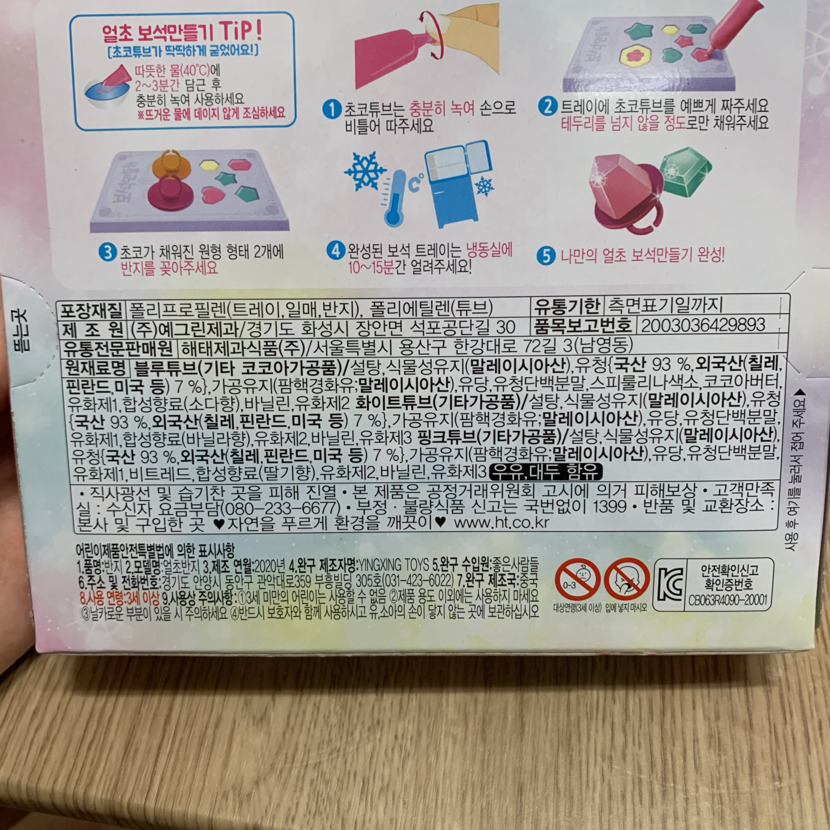 얼초 보석만들기 TiP!
[초코튜브가 딱딱하게 굳었어요!]
따뜻한 물(40℃)에
2~3분간 담근 후
충분히 녹여 사용하세요
※뜨거운 물에 데이지 않게 조심하세요
1 초코튜브는 충분히 녹여 손으로
비틀어 따주세요
보석만들기
2 트레이에 초코튜브를 예쁘게 짜주세요
테두리를 넘지 않을 정도로만 채워주세요
보석만들기
3 초코가 채워진 원형 형태 2개에
반지를 꽂아주세요
℃
4 완성된 보석 트레이는 냉동실에
10~15분간 얼려주세요!
5 나만의 얼초 보석만들기 완성!
뜯는곳
포장재질 폴리프로필렌(트레이,일매,반지), 폴리에틸렌(튜브) 유통기한 측면표기일까지
제 조 원 (주)예그린제과/경기도 화성시 장안면 석포공단길 30 품목보고번호 2003036429893
유통전문판매원 해태제과식품(주)/서울특별시 용산구 한강대로 72길 3(남영동)
원재료명 블루튜브(기타 코코아가공품)/설탕,식물성유지(말레이시아산),유청{국산 93 %,외국산(칠레,
핀란드,미국 등) 7 %},가공유지(팜핵경화유;말레이시아산),유당,유청단백분말,스피룰리나색소,코코아버터,
유화제1,합성향료(소다향),바닐린,유화제2 화이트튜브(기타가공품)/설탕,식물성유지(말레이시아산),유청
{국산 93 %,외국산(칠레,핀란드,미국 등) 7 %},가공유지(팜핵경화유;말레이시아산),유당,유청단백분말,
유화제1,합성향료(바닐라향),유화제2,바닐린,유화제3 핑크튜브(기타가공품)/설탕,식물성유지(말레이시아산),
유청{국산 93 %,외국산(칠레,핀란드,미국 등) 7 %},가공유지(팜핵경화유;말레이시아산),유당,유청단백분말,
유화제1,비트레드,합성향료(딸기향),유화제2,바닐린,유화제3 우유,대두 함유
•직사광선 및 습기찬 곳을 피해 진열•본 제품은 공정거래위원회 고시에 의거 피해보상•고객만족
실 : 수신자 요금부담(080-233-6677)•부정·불량식품 신고는 국번없이 1399•반품 및 교환장소:
본사 및 구입한 곳 ♥자연을 푸르게 환경을 깨끗이♥ www.ht.co.kr
사용 후 여기를 눌러서 접어 주세요▶
어린이제품안전특별법에 의한 표시사항
1.품명:반지 2.모델명:얼초반지 3.제조 연월:2020년 4.완구 제조자명:YINGXING TOYS 5.완구 수입원:좋은사람들
6.주소 및 전화번호:경기도 안양시 동안구 관악대로359 부흥빌딩 305호(031-423-6022) 7.완구 제조국:중국
8.사용 연령:3세 이상 9.사용상 주의사항:①3세 미만의 어린이는 사용할 수 없음 ②제품 용도 이외에는 사용하지 마세요
③날카로운 부분이 있을 시 주의하세요 ④반드시 보호자와 함께 사용하시고 유,소아의 손이 닿지 않는 곳에 보관하십시오
0-3
대상연령(3세 이상) 입에 넣지 마시오
안전확인신고
확인증번호
CB063R4090-20001